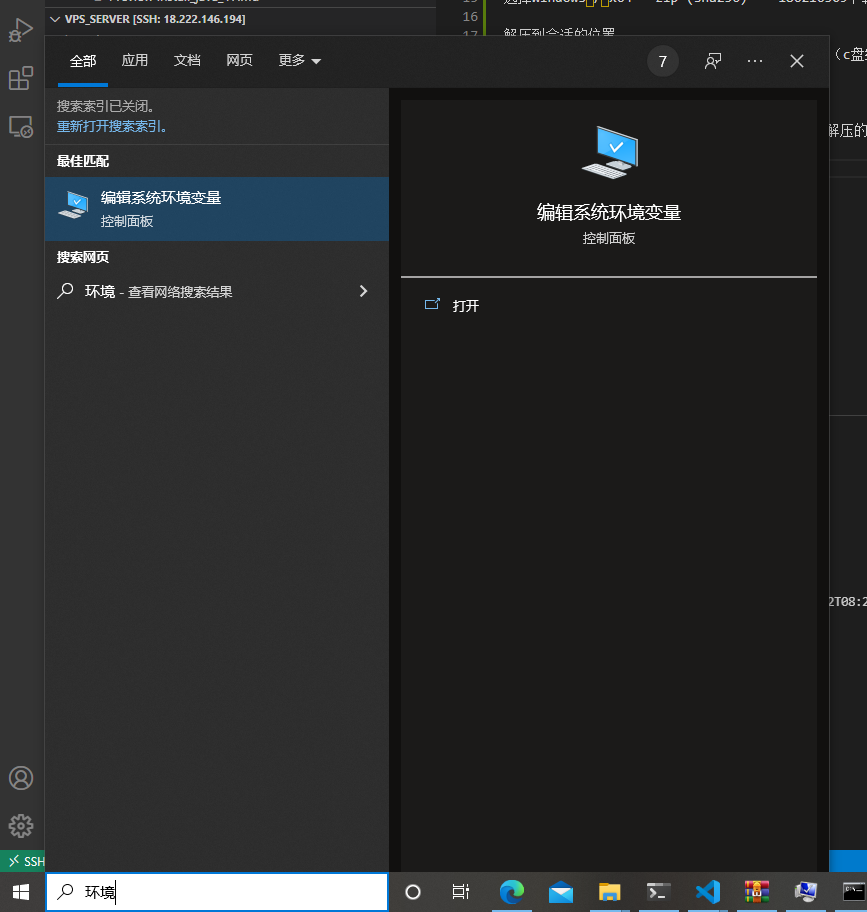 VPS_SERVER [SSH: 18.222.146.194]
16
17
解压到合适的位置
全部
应用
文档
网页
更多
7
搜索索引已关闭。
重新打开搜索索引。
最佳匹配
编辑系统环境变量
控制面板
搜索网页
环境 - 查看网络搜索结果
编辑系统环境变量
控制面板
打开
解压的
2T08:2
SSH
环境